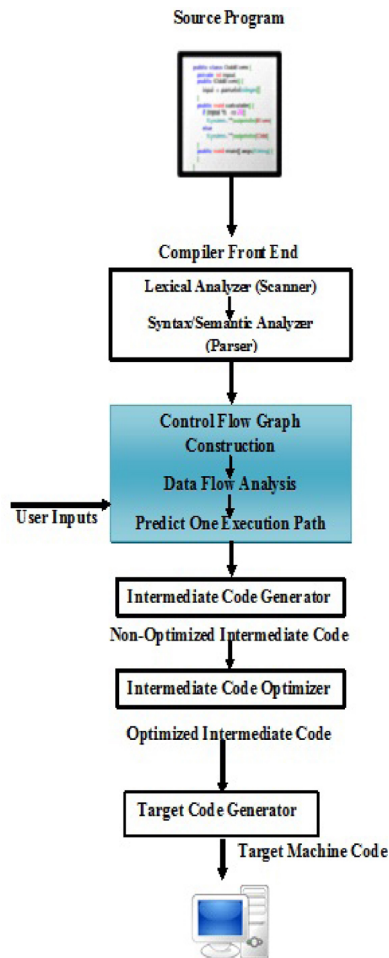 Source Program
Compiler Front End
Lexical Analyzer (Scanner)
Syntax/Semantic Analyzer
(Parser)
Control Flow Graph
Construction
Data Flow Analysis
User Inputs
Predict One Execution Path
Intermediate Code Generator
Non-Optimized Intermediate Code
Intermediate Code Optimizer
Optimized Intermediate Code
Target Code Generator
Target Machine Code